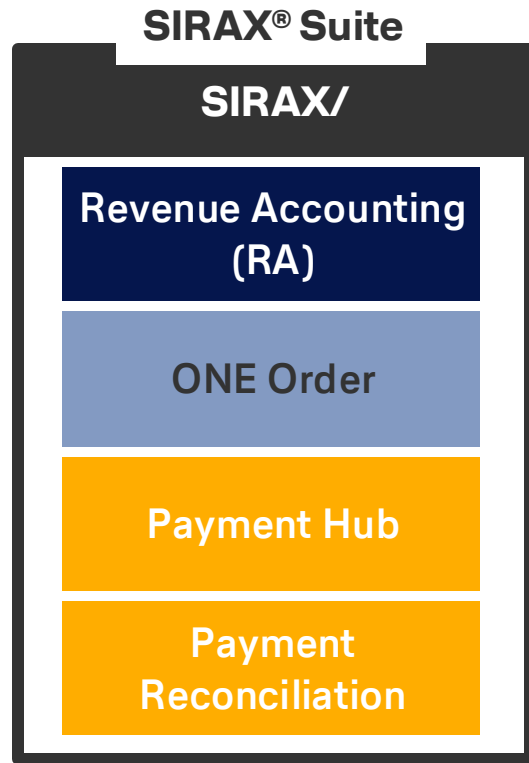 SIRAX® Suite
SIRAX/
Revenue Accounting
(RA)
ONE Order
Payment Hub
Payment
Reconciliation